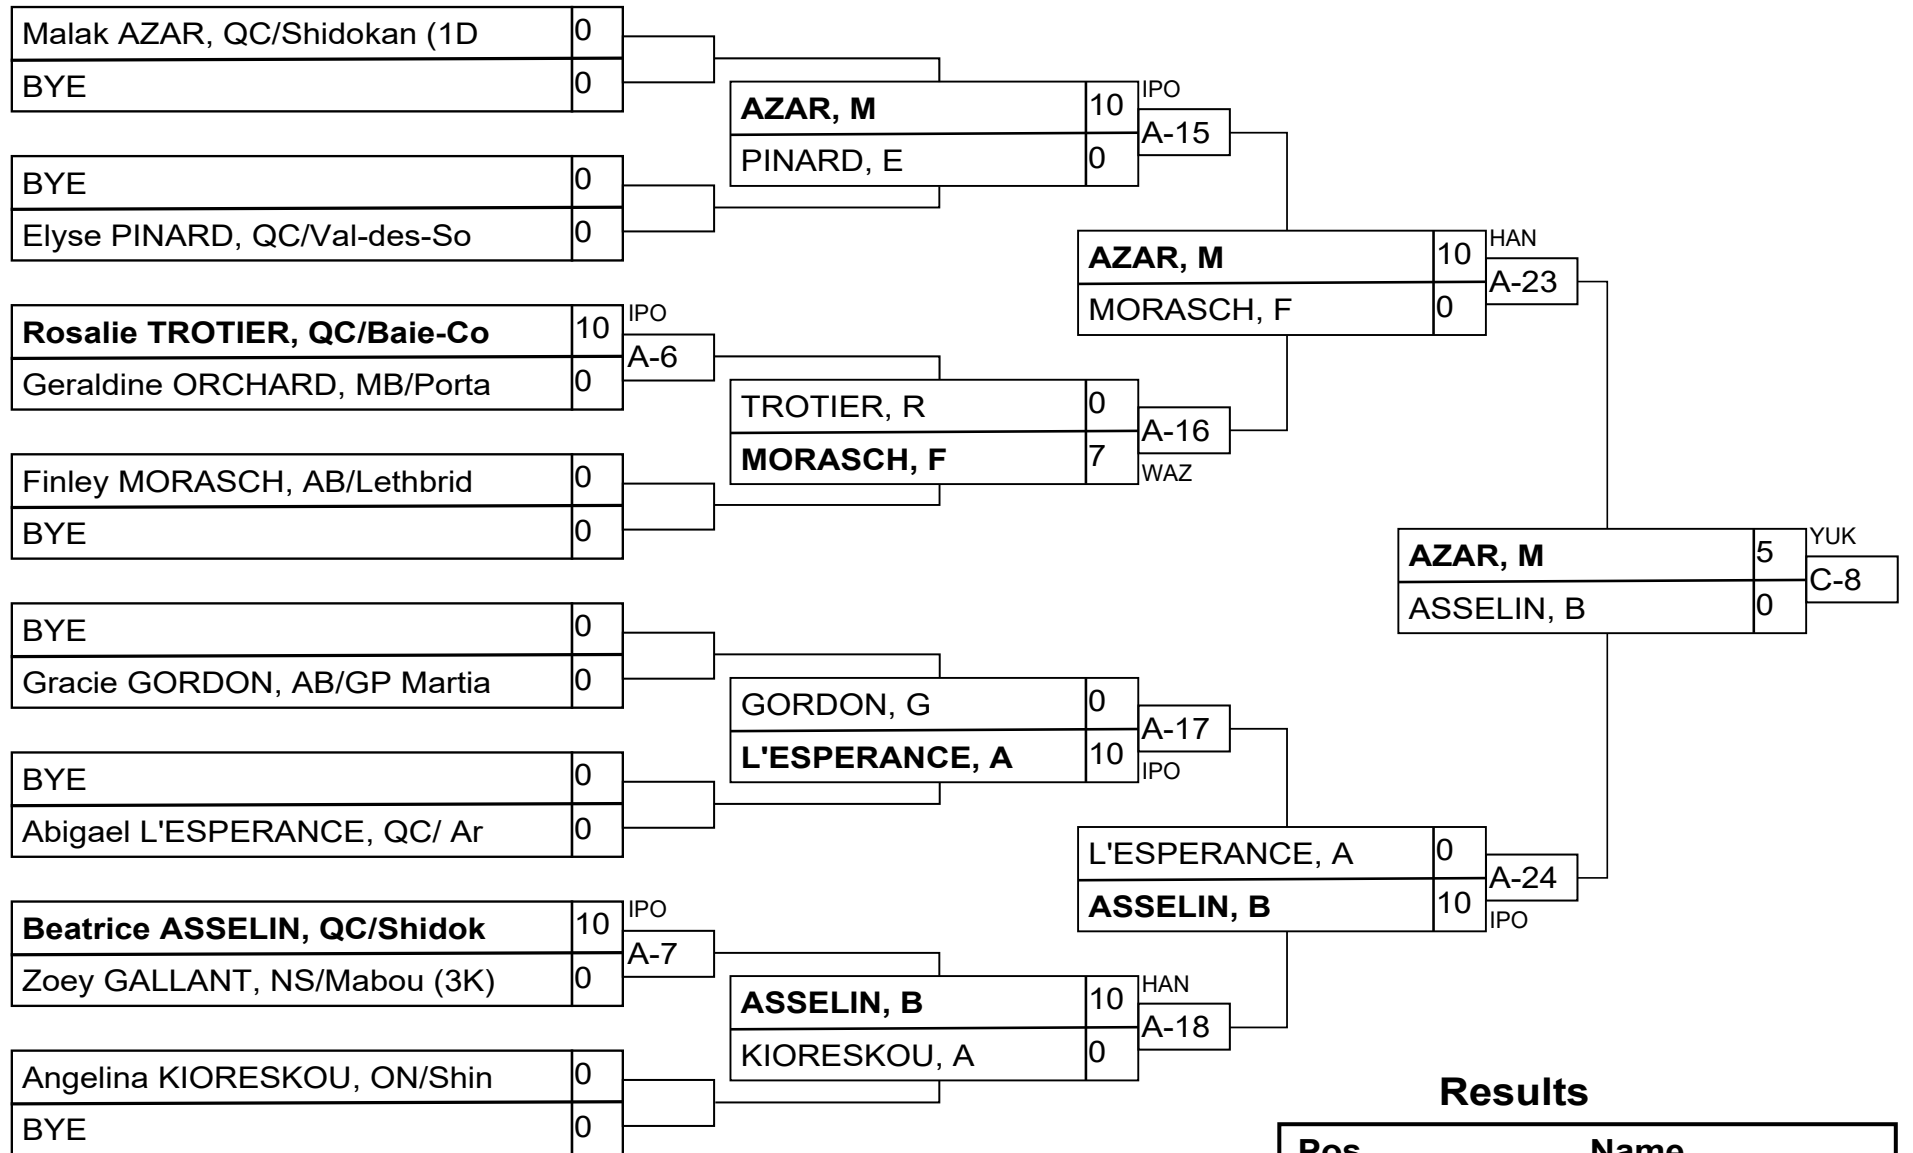 Malak AZAR, QC/Shidokan (1D 0
BYE 0
BYE 0
Elyse PINARD, QC/Val-des-So 0
Rosalie TROTIER, QC/Baie-Co 10 IPO
A-6
Geraldine ORCHARD, MB/Porta 0
Finley MORASCH, AB/Lethbrid 0
BYE 0
BYE 0
Gracie GORDON, AB/GP Martia 0
BYE 0
Abigael L'ESPERANCE, QC/ Ar 0
Beatrice ASSELIN, QC/Shidok 10 IPO
A-7
Zoey GALLANT, NS/Mabou (3K) 0
Angelina KIORESKOU, ON/Shin 0
BYE 0
AZAR, M 10 IPO
A-15
PINARD, E 0
TROTIER, R 0
A-16
MORASCH, F 7 WAZ
GORDON, G 0
A-17
L'ESPERANCE, A 10 IPO
ASSELIN, B 10 HAN
A-18
KIORESKOU, A 0
AZAR, M 10 HAN
A-23
MORASCH, F 0
L'ESPERANCE, A 0
A-24
ASSELIN, B 10 IPO
AZAR, M 5 YUK
C-8
ASSELIN, B 0
Results
Pos Name